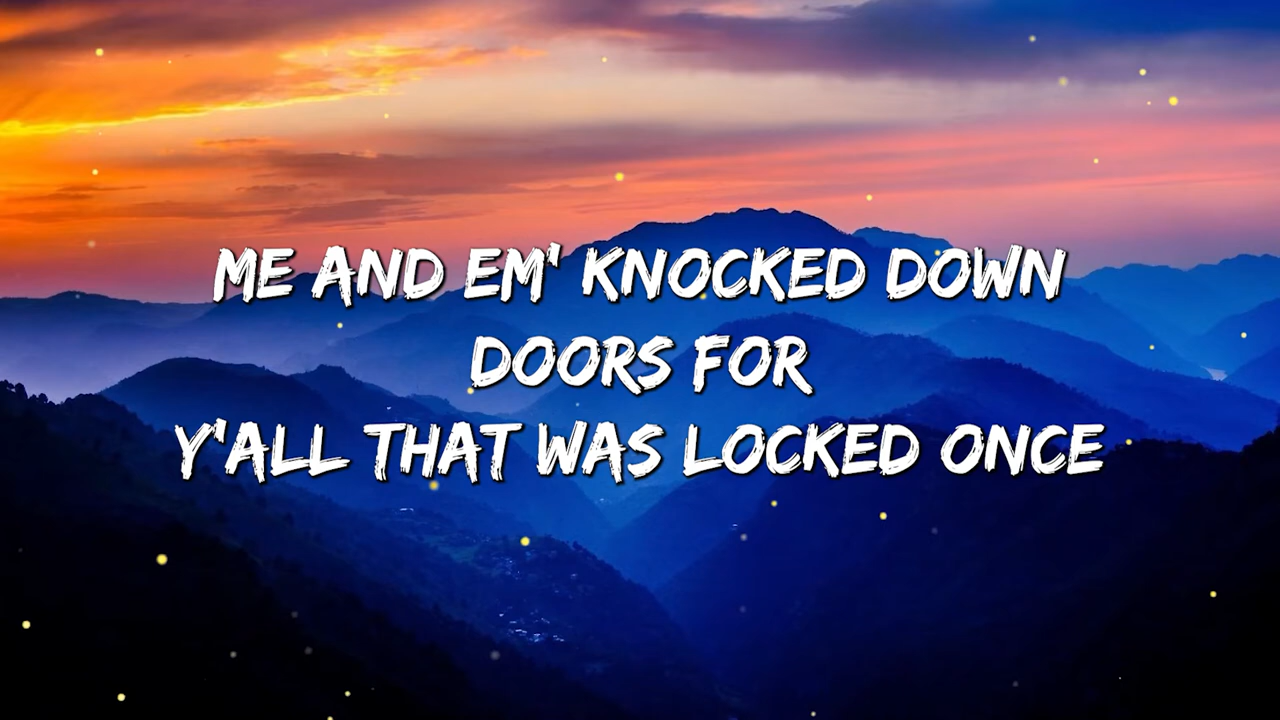 ME AND EM' KNOCKED DOWN
DOORS FOR
Y'ALL THAT WAS LOCKED ONCE